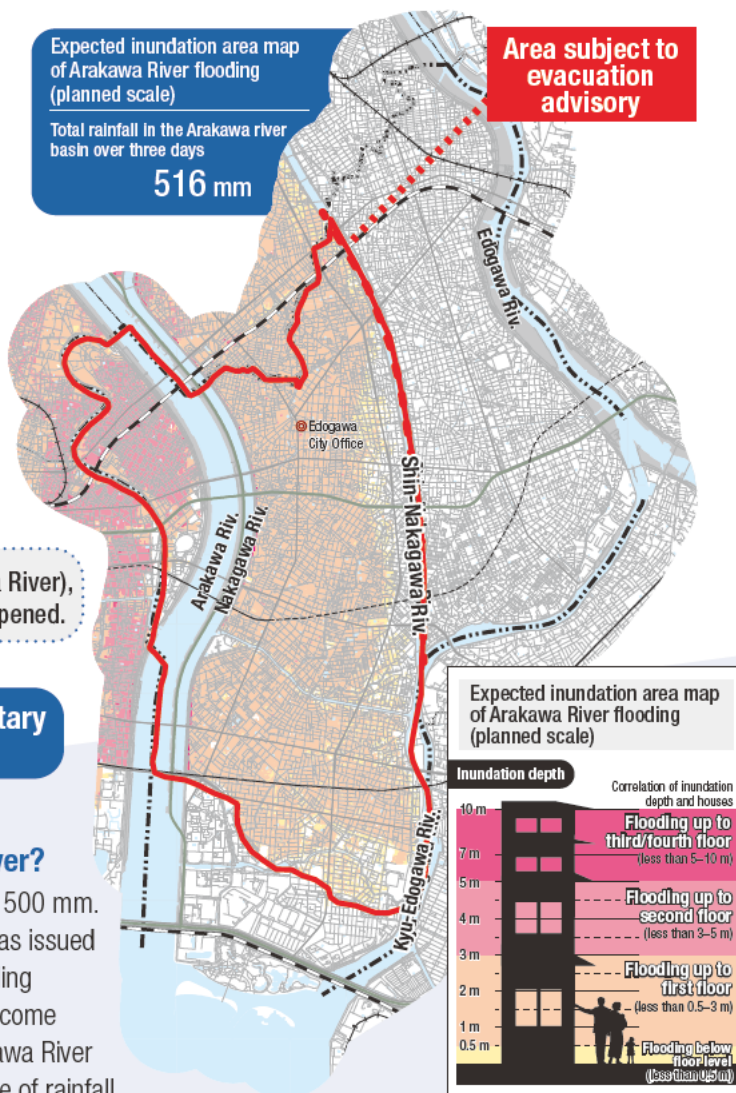 Expected inundation area map
of Arakawa River flooding
(planned scale)
Total rainfall in the Arakawa river
basin over three days
516 mm
Area subject to
evacuation
advisory
Edogawa Riv.
Edogawa
City Office
Shin-Nakagawa Riv.
Arakawa Riv.
Nakagawa Riv.
River),
pened.
tary
Kyu-Edogawa Riv.
ver?
500 mm.
as issued
ing
come
awa River
e of rainfall
Expected inundation area map
of Arakawa River flooding
(planned scale)
Inundation depth
Correlation of inundation
depth and houses
10 m
Flooding up to
third/fourth floor
(less than 5–10 m)
7 m
5 m
Flooding up to
second floor
(less than 3–5 m)
4 m
3 m
Flooding up to
first floor
(less than 0.5–3 m)
2 m
1 m
0.5 m
Flooding below
floor level
(less than 0.5 m)